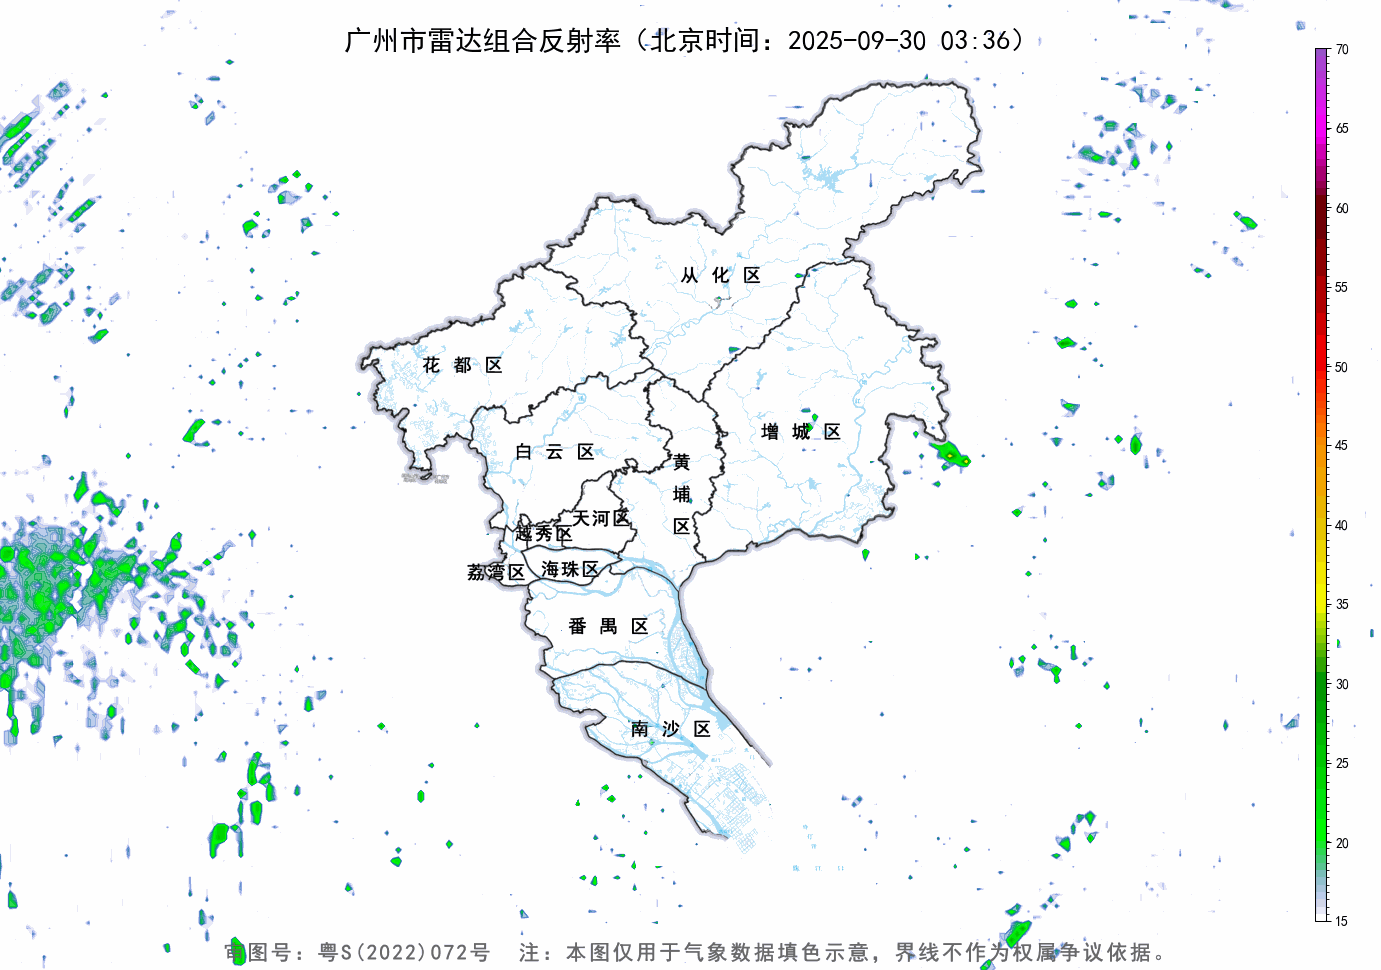 广州市雷达组合反射率（北京时间：2025-09-30 03:36）
70
65
60
55
50
45
40
35
30
25
20
15
从化区
花都区
增城区
白云区
黄埔区
天河区
越秀区
荔湾区
海珠区
番禺区
南沙区
审图号：粤S(2022)072号 注：本图仅用于气象数据填色示意，界线不作为权属争议依据。